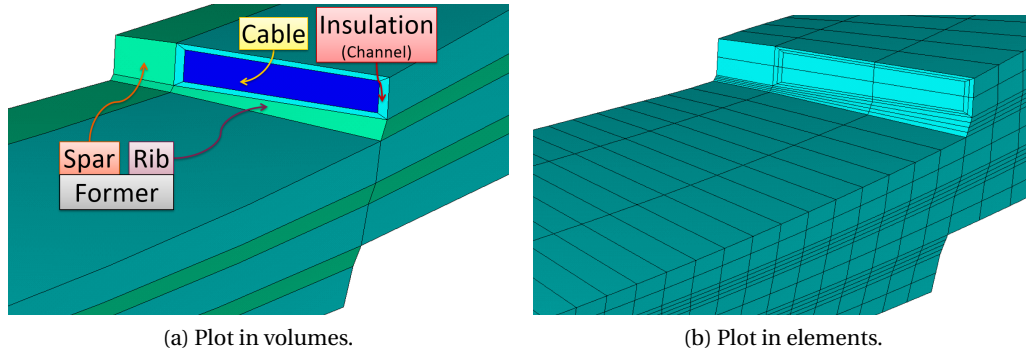 Cable
Insulation
(Channel)
Spar
Rib
Former
(a) Plot in volumes.
(b) Plot in elements.